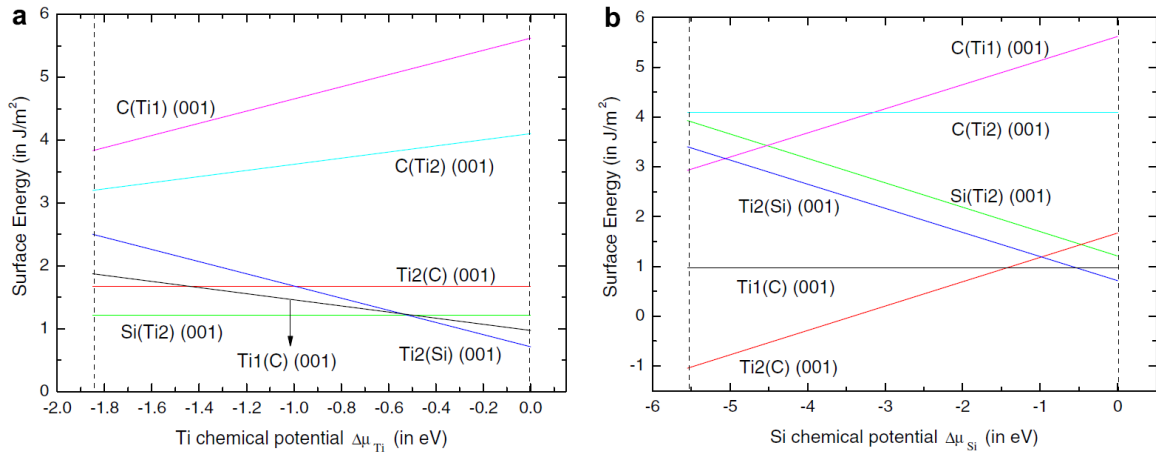 a
Surface Energy (in J/m²)
6
5
4
3
2
1
0
C(Ti1) (001)
C(Ti2) (001)
Ti2(C) (001)
Si(Ti2) (001)
Ti1(C) (001)
Ti2(Si) (001)
-2.0 -1.8 -1.6 -1.4 -1.2 -1.0 -0.8 -0.6 -0.4 -0.2 0.0
Ti chemical potential Δμ_Ti (in eV)
b
Surface Energy (in J/m²)
6
5
4
3
2
1
0
-1
C(Ti1) (001)
C(Ti2) (001)
Si(Ti2) (001)
Ti2(Si) (001)
Ti1(C) (001)
Ti2(C) (001)
-6 -5 -4 -3 -2 -1 0
Si chemical potential Δμ_Si (in eV)